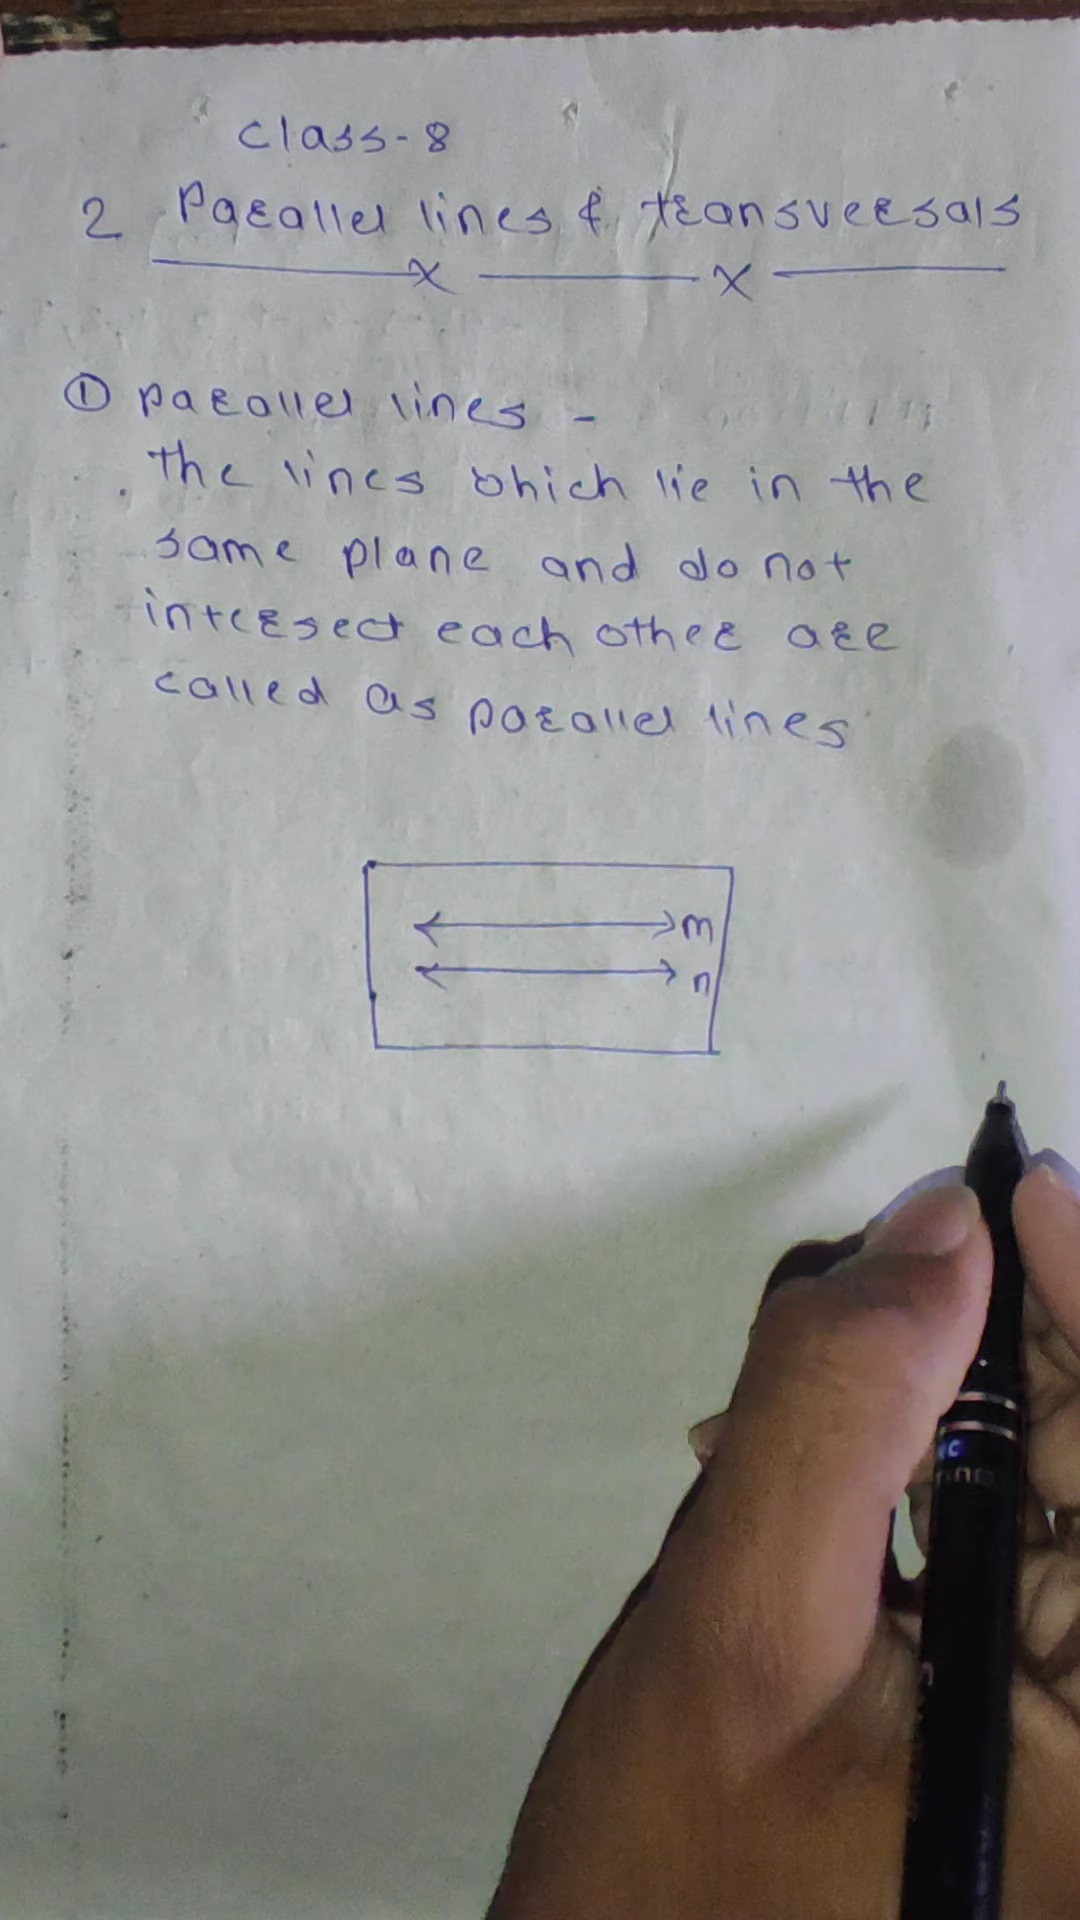 Class-8
2 Parallel lines & transversals
x x
① parallel lines -
The lines which lie in the
same plane and do not
intersect each other are
called as parallel lines
m
n